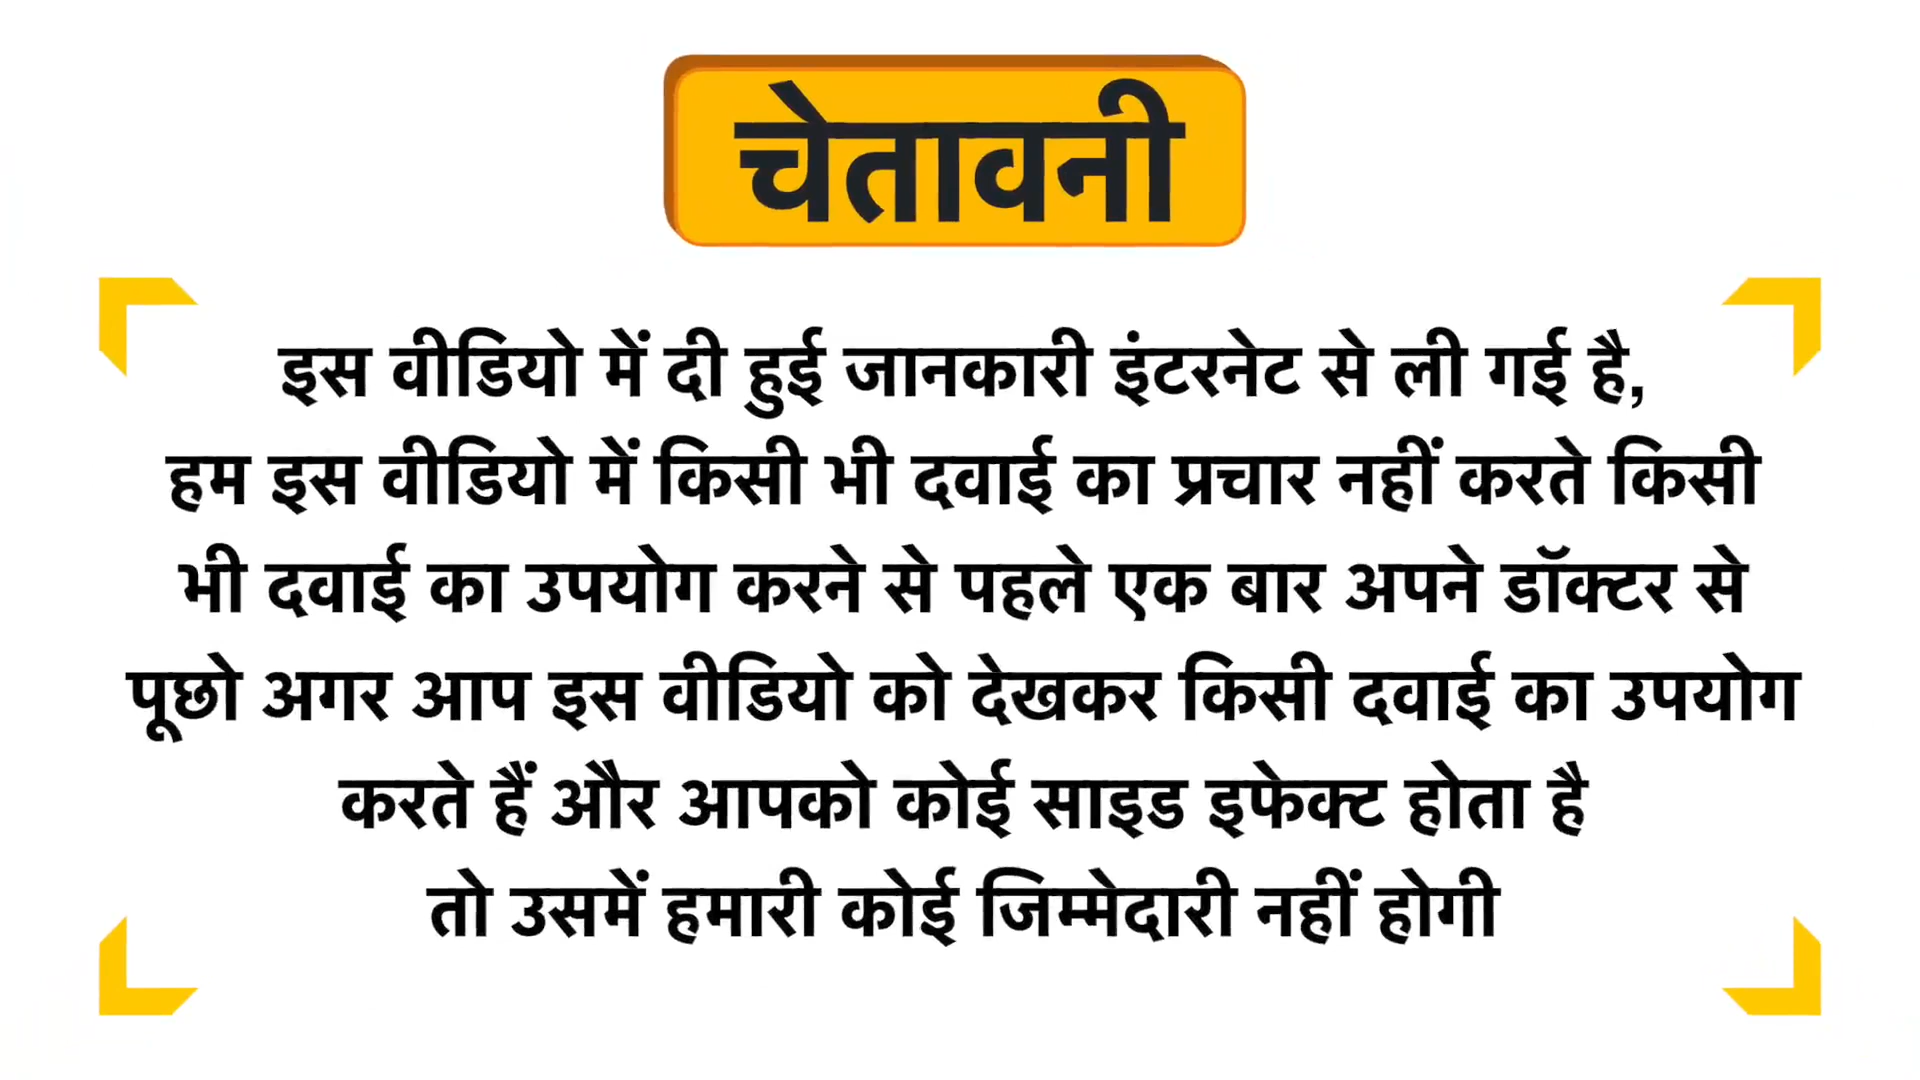 चेतावनी
इस वीडियो में दी हुई जानकारी इंटरनेट से ली गई है,
हम इस वीडियो में किसी भी दवाई का प्रचार नहीं करते किसी
भी दवाई का उपयोग करने से पहले एक बार अपने डॉक्टर से
पूछो अगर आप इस वीडियो को देखकर किसी दवाई का उपयोग
करते हैं और आपको कोई साइड इफेक्ट होता है
तो उसमें हमारी कोई जिम्मेदारी नहीं होगी